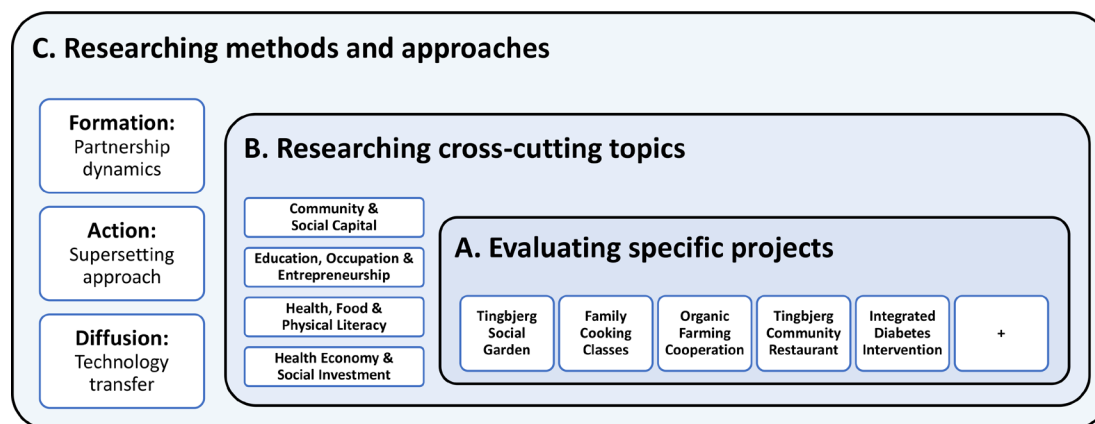 C. Researching methods and approaches
Formation:
Partnership
dynamics
Action:
Supersetting
approach
Diffusion:
Technology
transfer
B. Researching cross-cutting topics
Community &
Social Capital
Education, Occupation &
Entrepreneurship
Health, Food &
Physical Literacy
Health Economy &
Social Investment
A. Evaluating specific projects
Tingbjerg
Social
Garden
Family
Cooking
Classes
Organic
Farming
Cooperation
Tingbjerg
Community
Restaurant
Integrated
Diabetes
Intervention
+